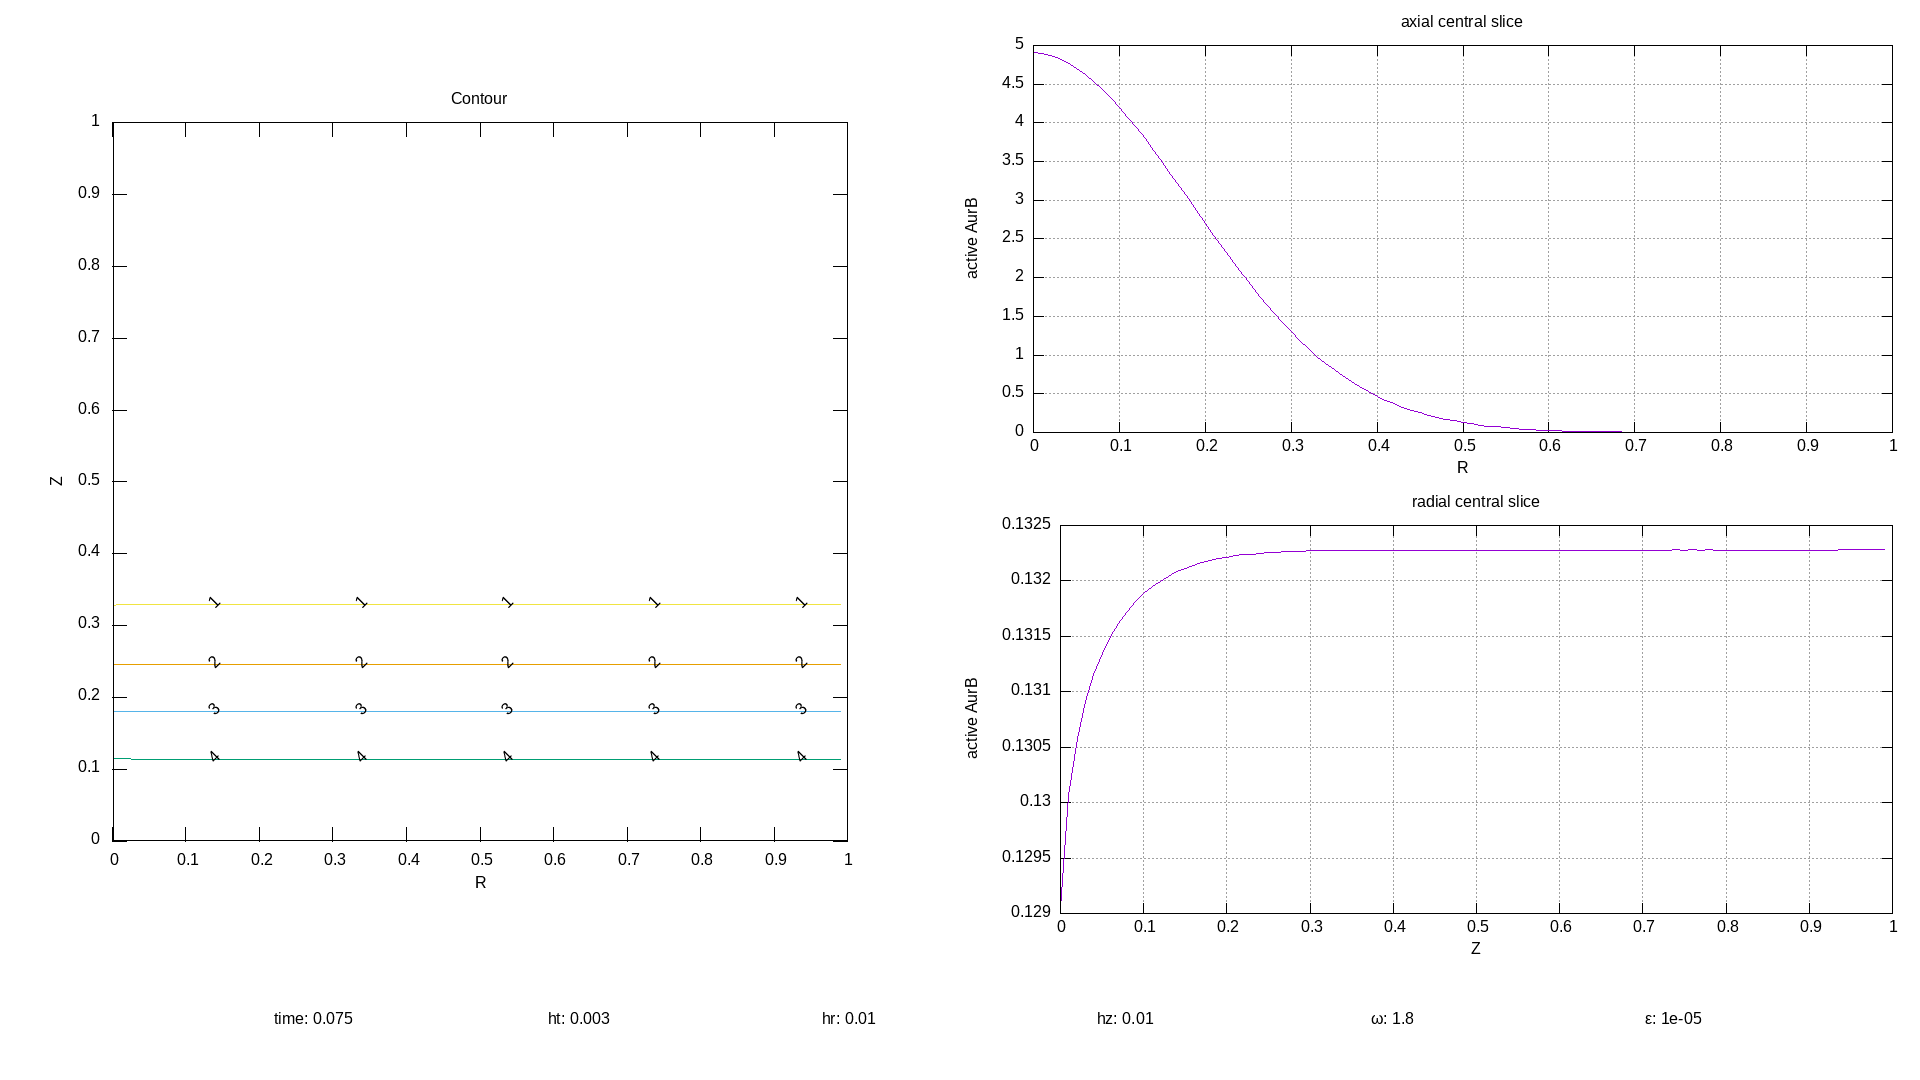 Contour
1
0.9
0.8
0.7
0.6
0.5
0.4
0.3
0.2
0.1
0
Z
1 1 1 1 1
2 2 2 2 2
3 3 3 3 3
4 4 4 4 4
0 0.1 0.2 0.3 0.4 0.5 0.6 0.7 0.8 0.9 1
R
axial central slice
5
4.5
4
3.5
3
2.5
2
1.5
1
0.5
0
active AurB
0 0.1 0.2 0.3 0.4 0.5 0.6 0.7 0.8 0.9 1
R
radial central slice
0.1325
0.132
0.1315
0.131
0.1305
0.13
0.1295
0.129
active AurB
0 0.1 0.2 0.3 0.4 0.5 0.6 0.7 0.8 0.9 1
Z
time: 0.075 ht: 0.003 hr: 0.01 hz: 0.01 ω: 1.8 ε: 1e-05